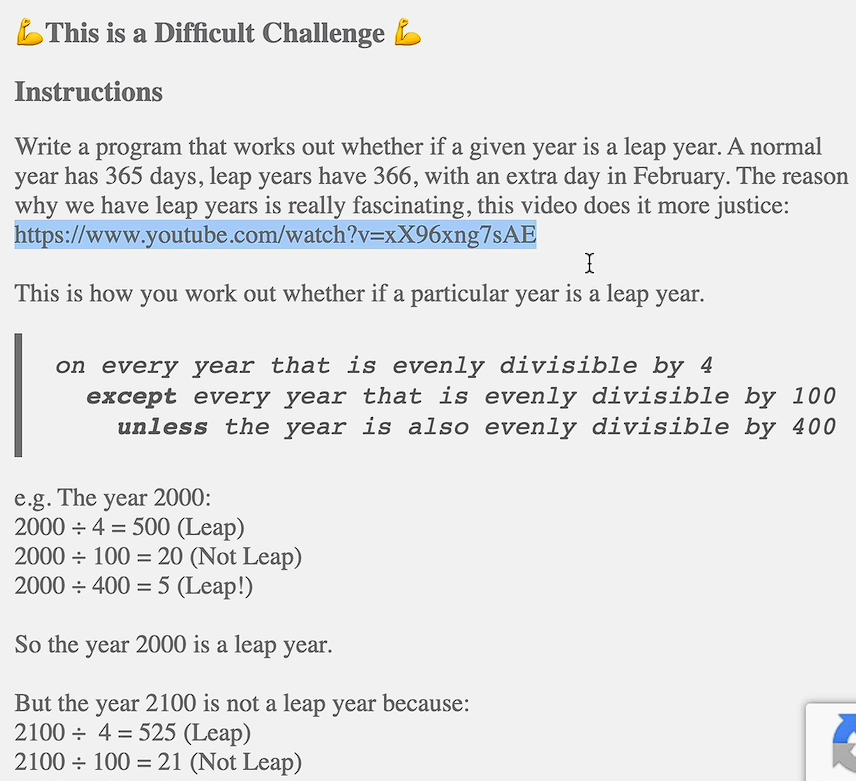 💪This is a Difficult Challenge 💪
Instructions
Write a program that works out whether if a given year is a leap year. A normal
year has 365 days, leap years have 366, with an extra day in February. The reason
why we have leap years is really fascinating, this video does it more justice:
https://www.youtube.com/watch?v=xX96xng7sAE
This is how you work out whether if a particular year is a leap year.
on every year that is evenly divisible by 4
except every year that is evenly divisible by 100
unless the year is also evenly divisible by 400
e.g. The year 2000:
2000 ÷ 4 = 500 (Leap)
2000 ÷ 100 = 20 (Not Leap)
2000 ÷ 400 = 5 (Leap!)
So the year 2000 is a leap year.
But the year 2100 is not a leap year because:
2100 ÷  4 = 525 (Leap)
2100 ÷ 100 = 21 (Not Leap)